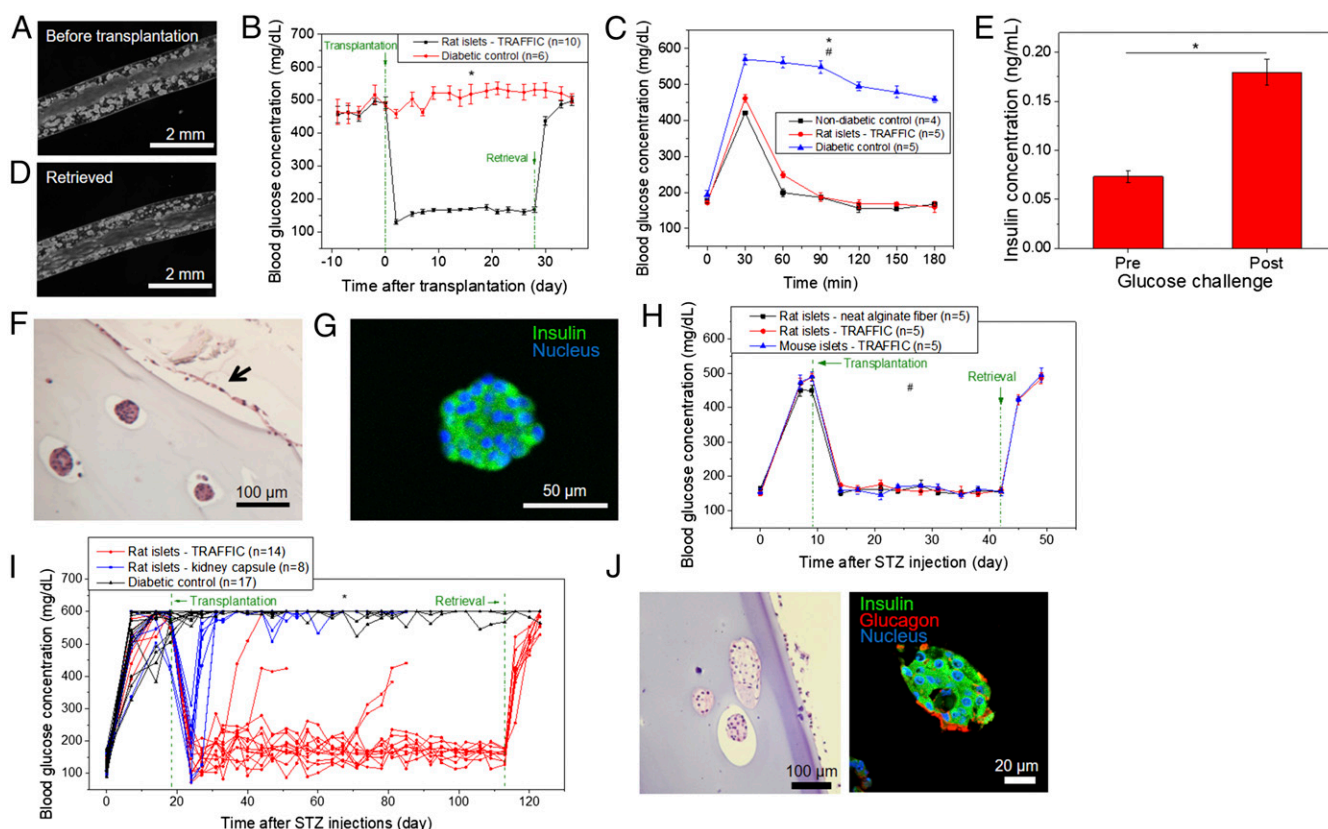 A
Before transplantation
2 mm
D
Retrieved
2 mm
B
Blood glucose concentration (mg/dL)
700
600
500
400
300
200
100
Rat islets - TRAFFIC (n=10)
Diabetic control (n=6)
Transplantation
*
Retrieval
-10
0
10
20
30
Time after transplantation (day)
C
Blood glucose concentration (mg/dL)
600
500
400
300
200
100
*
#
Non-diabetic control (n=4)
Rat islets - TRAFFIC (n=5)
Diabetic control (n=5)
0
30
60
90
120
150
180
Time (min)
E
Insulin concentration (ng/mL)
0.20
0.15
0.10
0.05
0.00
*
Pre
Post
Glucose challenge
F
100 µm
G
Insulin
Nucleus
50 µm
H
Blood glucose concentration (mg/dL)
Rat islets - neat alginate fiber (n=5)
Rat islets - TRAFFIC (n=5)
Mouse islets - TRAFFIC (n=5)
Transplantation
#
Retrieval
600
500
400
300
200
100
0
10
20
30
40
50
Time after STZ injection (day)
I
Blood glucose concentration (mg/dL)
Rat islets - TRAFFIC (n=14)
Rat islets - kidney capsule (n=8)
Diabetic control (n=17)
700
600
500
400
300
200
100
Transplantation
*
Retrieval
0
20
40
60
80
100
120
Time after STZ injections (day)
J
100 µm
Insulin
Glucagon
Nucleus
20 µm